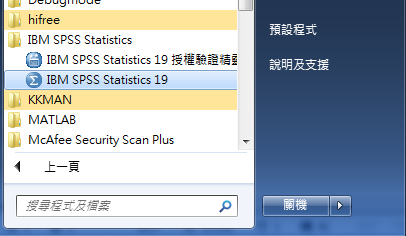 Debugmode
hifree
IBM SPSS Statistics
IBM SPSS Statistics 19 授權驗證精靈
IBM SPSS Statistics 19
KKMAN
MATLAB
McAfee Security Scan Plus
上一頁
搜尋程式及檔案
預設程式
說明及支援
關機